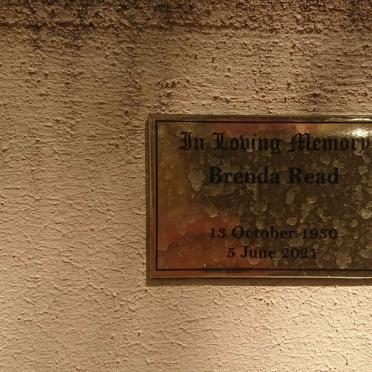 In Loving Memory
Brenda Read
13 October 1930
5 June 2021